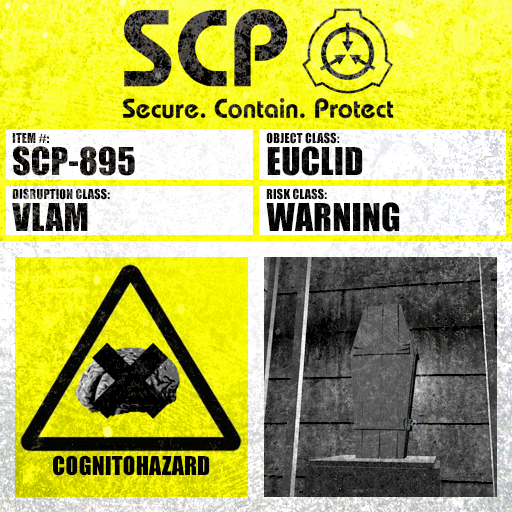 SCP
Secure. Contain. Protect
ITEM #:
SCP-895
OBJECT CLASS:
EUCLID
DISRUPTION CLASS:
VLAM
RISK CLASS:
WARNING
COGNITOHAZARD